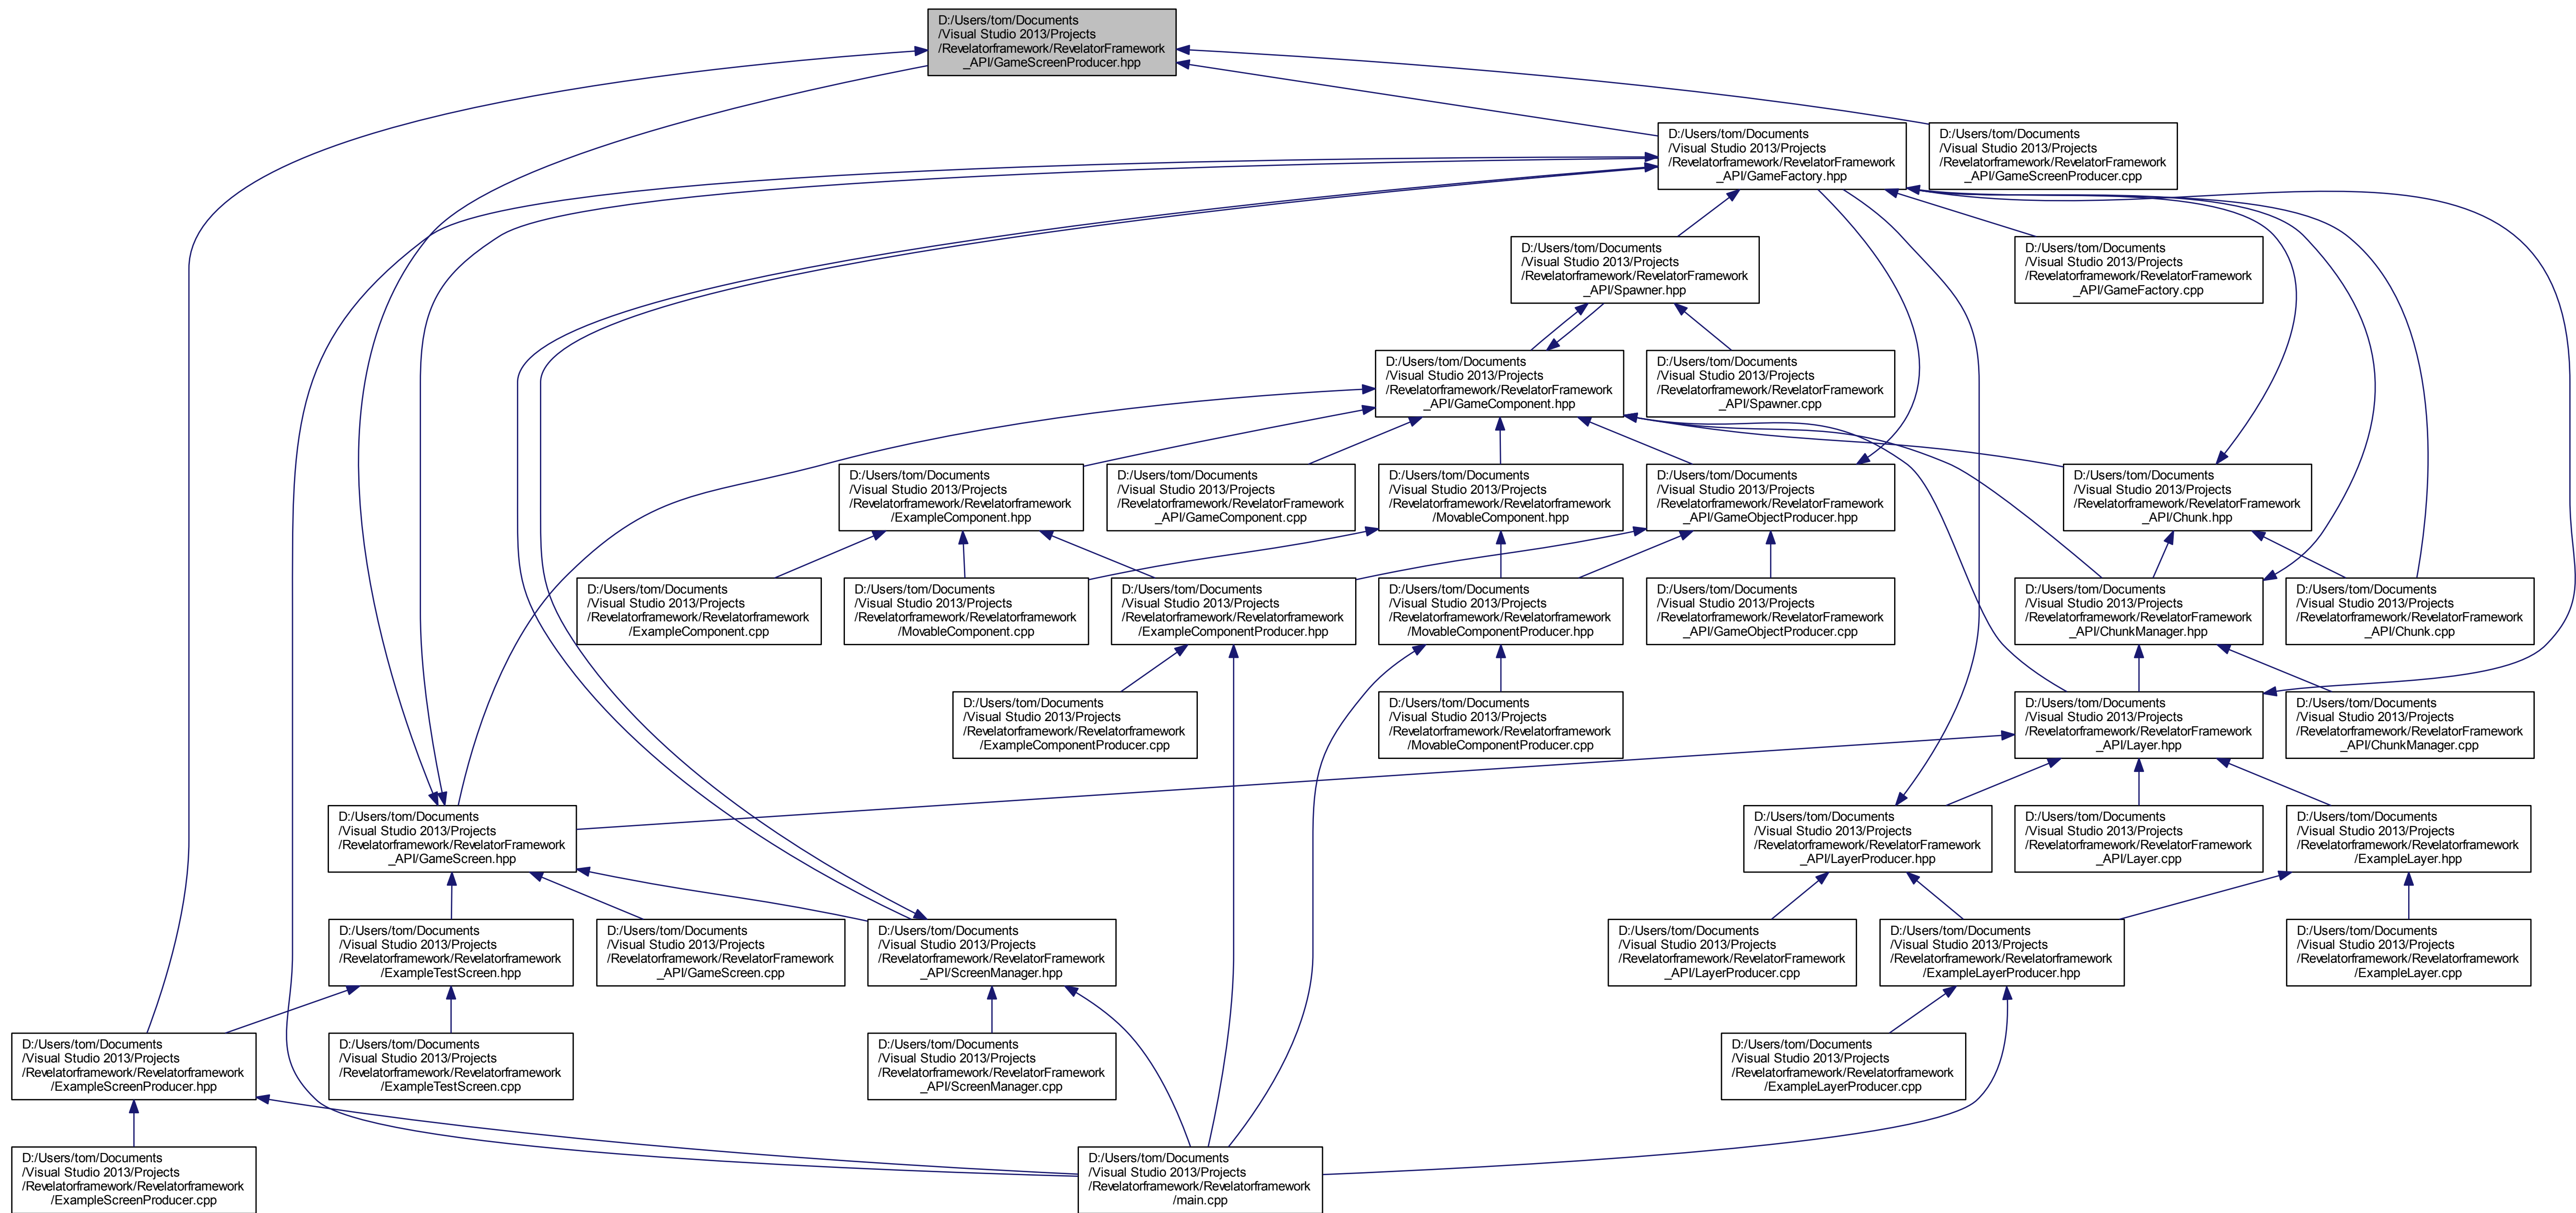 D:/Users/tom/Documents
/Visual Studio 2013/Projects
/Revelatorframework/RevelatorFramework
_API/GameScreenProducer.hpp
D:/Users/tom/Documents
/Visual Studio 2013/Projects
/Revelatorframework/RevelatorFramework
_API/GameFactory.hpp
D:/Users/tom/Documents
/Visual Studio 2013/Projects
/Revelatorframework/RevelatorFramework
_API/GameScreenProducer.cpp
D:/Users/tom/Documents
/Visual Studio 2013/Projects
/Revelatorframework/RevelatorFramework
_API/Spawner.hpp
D:/Users/tom/Documents
/Visual Studio 2013/Projects
/Revelatorframework/RevelatorFramework
_API/GameFactory.cpp
D:/Users/tom/Documents
/Visual Studio 2013/Projects
/Revelatorframework/RevelatorFramework
_API/GameComponent.hpp
D:/Users/tom/Documents
/Visual Studio 2013/Projects
/Revelatorframework/RevelatorFramework
_API/Spawner.cpp
D:/Users/tom/Documents
/Visual Studio 2013/Projects
/Revelatorframework/Revelatorframework
/ExampleComponent.hpp
D:/Users/tom/Documents
/Visual Studio 2013/Projects
/Revelatorframework/RevelatorFramework
_API/GameComponent.cpp
D:/Users/tom/Documents
/Visual Studio 2013/Projects
/Revelatorframework/Revelatorframework
/MovableComponent.hpp
D:/Users/tom/Documents
/Visual Studio 2013/Projects
/Revelatorframework/RevelatorFramework
_API/GameObjectProducer.hpp
D:/Users/tom/Documents
/Visual Studio 2013/Projects
/Revelatorframework/RevelatorFramework
_API/Chunk.hpp
D:/Users/tom/Documents
/Visual Studio 2013/Projects
/Revelatorframework/Revelatorframework
/ExampleComponent.cpp
D:/Users/tom/Documents
/Visual Studio 2013/Projects
/Revelatorframework/Revelatorframework
/MovableComponent.cpp
D:/Users/tom/Documents
/Visual Studio 2013/Projects
/Revelatorframework/Revelatorframework
/ExampleComponentProducer.hpp
D:/Users/tom/Documents
/Visual Studio 2013/Projects
/Revelatorframework/Revelatorframework
/MovableComponentProducer.hpp
D:/Users/tom/Documents
/Visual Studio 2013/Projects
/Revelatorframework/RevelatorFramework
_API/GameObjectProducer.cpp
D:/Users/tom/Documents
/Visual Studio 2013/Projects
/Revelatorframework/RevelatorFramework
_API/ChunkManager.hpp
D:/Users/tom/Documents
/Visual Studio 2013/Projects
/Revelatorframework/RevelatorFramework
_API/Chunk.cpp
D:/Users/tom/Documents
/Visual Studio 2013/Projects
/Revelatorframework/Revelatorframework
/ExampleComponentProducer.cpp
D:/Users/tom/Documents
/Visual Studio 2013/Projects
/Revelatorframework/Revelatorframework
/MovableComponentProducer.cpp
D:/Users/tom/Documents
/Visual Studio 2013/Projects
/Revelatorframework/RevelatorFramework
_API/Layer.hpp
D:/Users/tom/Documents
/Visual Studio 2013/Projects
/Revelatorframework/RevelatorFramework
_API/ChunkManager.cpp
D:/Users/tom/Documents
/Visual Studio 2013/Projects
/Revelatorframework/RevelatorFramework
_API/GameScreen.hpp
D:/Users/tom/Documents
/Visual Studio 2013/Projects
/Revelatorframework/RevelatorFramework
_API/LayerProducer.hpp
D:/Users/tom/Documents
/Visual Studio 2013/Projects
/Revelatorframework/RevelatorFramework
_API/Layer.cpp
D:/Users/tom/Documents
/Visual Studio 2013/Projects
/Revelatorframework/Revelatorframework
/ExampleLayer.hpp
D:/Users/tom/Documents
/Visual Studio 2013/Projects
/Revelatorframework/Revelatorframework
/ExampleTestScreen.hpp
D:/Users/tom/Documents
/Visual Studio 2013/Projects
/Revelatorframework/RevelatorFramework
_API/GameScreen.cpp
D:/Users/tom/Documents
/Visual Studio 2013/Projects
/Revelatorframework/RevelatorFramework
_API/ScreenManager.hpp
D:/Users/tom/Documents
/Visual Studio 2013/Projects
/Revelatorframework/RevelatorFramework
_API/LayerProducer.cpp
D:/Users/tom/Documents
/Visual Studio 2013/Projects
/Revelatorframework/Revelatorframework
/ExampleLayerProducer.hpp
D:/Users/tom/Documents
/Visual Studio 2013/Projects
/Revelatorframework/Revelatorframework
/ExampleLayer.cpp
D:/Users/tom/Documents
/Visual Studio 2013/Projects
/Revelatorframework/Revelatorframework
/ExampleScreenProducer.hpp
D:/Users/tom/Documents
/Visual Studio 2013/Projects
/Revelatorframework/Revelatorframework
/ExampleTestScreen.cpp
D:/Users/tom/Documents
/Visual Studio 2013/Projects
/Revelatorframework/RevelatorFramework
_API/ScreenManager.cpp
D:/Users/tom/Documents
/Visual Studio 2013/Projects
/Revelatorframework/Revelatorframework
/ExampleLayerProducer.cpp
D:/Users/tom/Documents
/Visual Studio 2013/Projects
/Revelatorframework/Revelatorframework
/ExampleScreenProducer.cpp
D:/Users/tom/Documents
/Visual Studio 2013/Projects
/Revelatorframework/Revelatorframework
/main.cpp